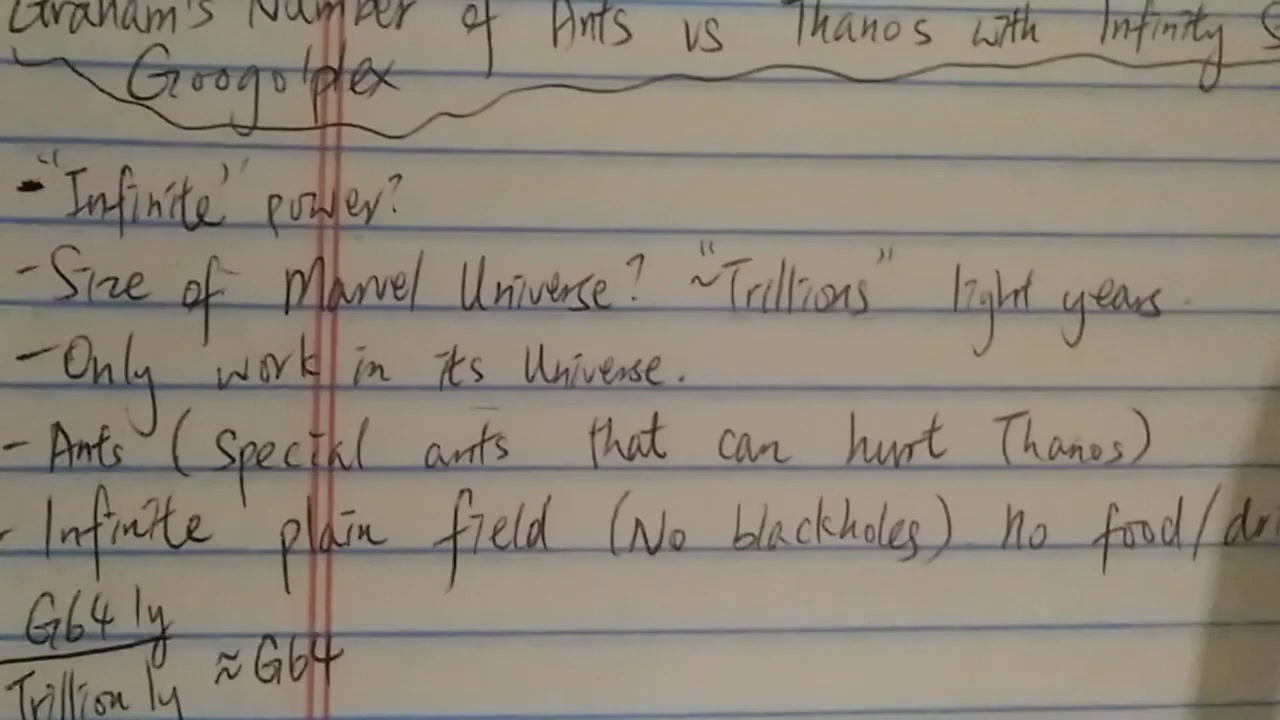 Graham's Number of Ants vs Thanos with Infinity
Googolplex
- "Infinite" power?
- Size of Marvel Universe? ~"Trillions" light years.
- Only work in its Universe.
- Ants (Special ants that can hurt Thanos)
- Infinite plain field (No blackholes) no food/
G64 ly
Trillion ly ≈ G64